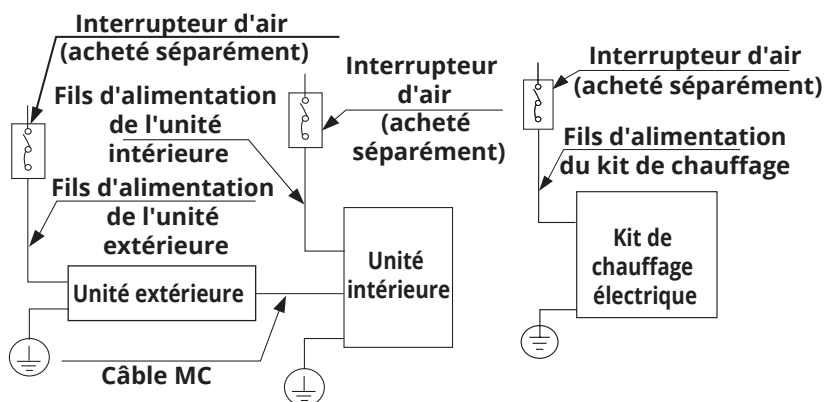 Interrupteur d'air
(acheté séparément)
Fils d'alimentation
de l'unité
intérieure
Interrupteur
d'air
(acheté
séparément)
Fils d'alimentation
de l'unité
extérieure
Unité extérieure
Unité
intérieure
Câble MC
Interrupteur d'air
(acheté séparément)
Fils d'alimentation
du kit de chauffage
Kit de
chauffage
électrique